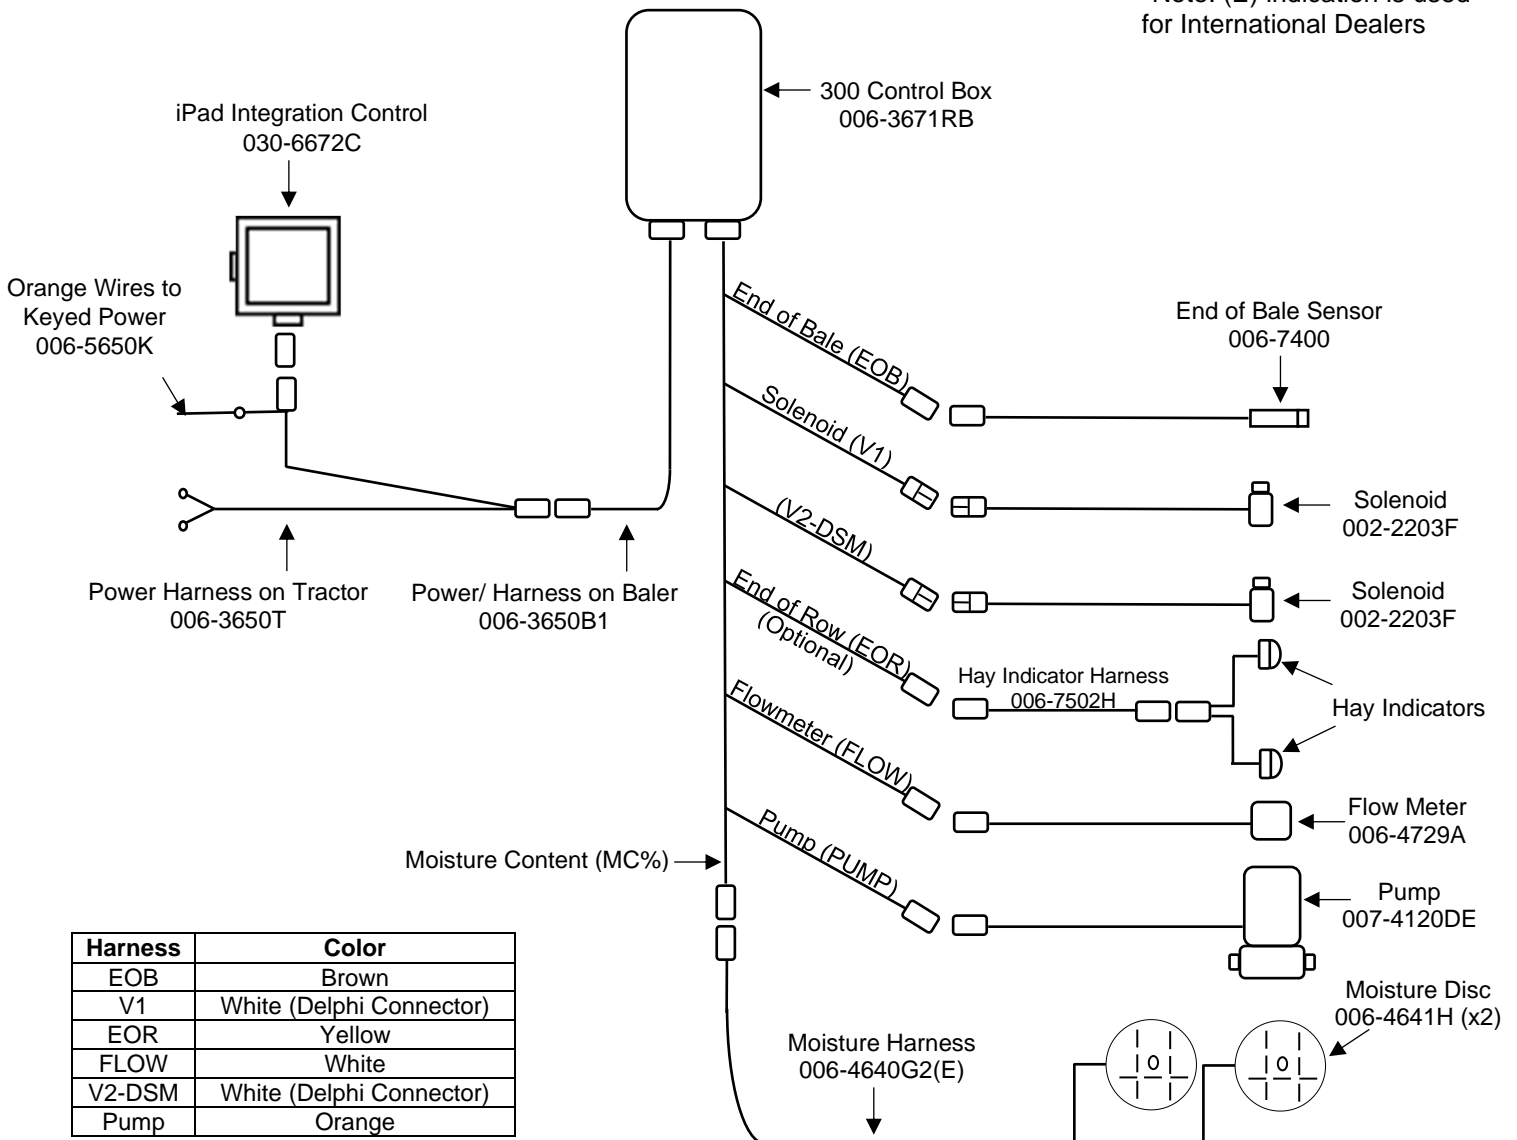 *Note: (E) indication is used
for International Dealers
300 Control Box
006-3671RB
iPad Integration Control
030-6672C
Orange Wires to
Keyed Power
006-5650K
End of Bale (EOB)
End of Bale Sensor
006-7400
Solenoid (V1)
Solenoid
002-2203F
(V2-DSM)
Solenoid
002-2203F
Power Harness on Tractor
006-3650T
Power/ Harness on Baler
006-3650B1
End of Row (EOR)
(Optional)
Hay Indicator Harness
006-7502H
Hay Indicators
Flowmeter (FLOW)
Flow Meter
006-4729A
Pump (PUMP)
Pump
007-4120DE
Moisture Content (MC%)
Harness Color
EOB Brown
V1 White (Delphi Connector)
EOR Yellow
FLOW White
V2-DSM White (Delphi Connector)
Pump Orange
Moisture Harness
006-4640G2(E)
Moisture Disc
006-4641H (x2)